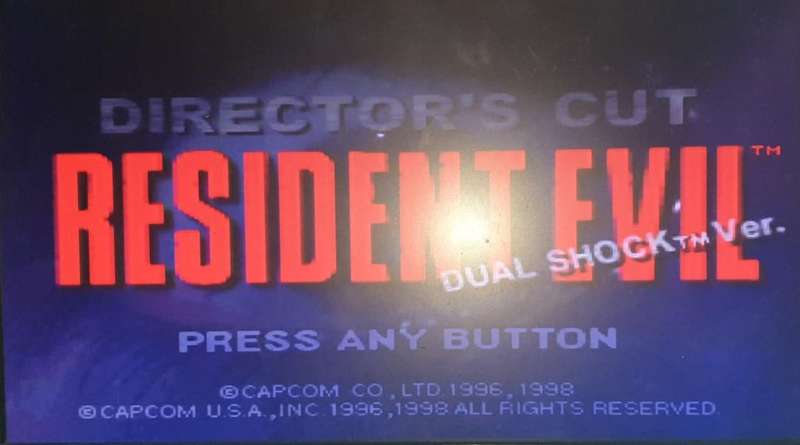 DIRECTOR'S CUT
RESIDENT EVIL™
DUAL SHOCK™ Ver.
PRESS ANY BUTTON
©CAPCOM CO.,LTD.1996,1998
©CAPCOM U.S.A.,INC.1996,1998 ALL RIGHTS RESERVED.